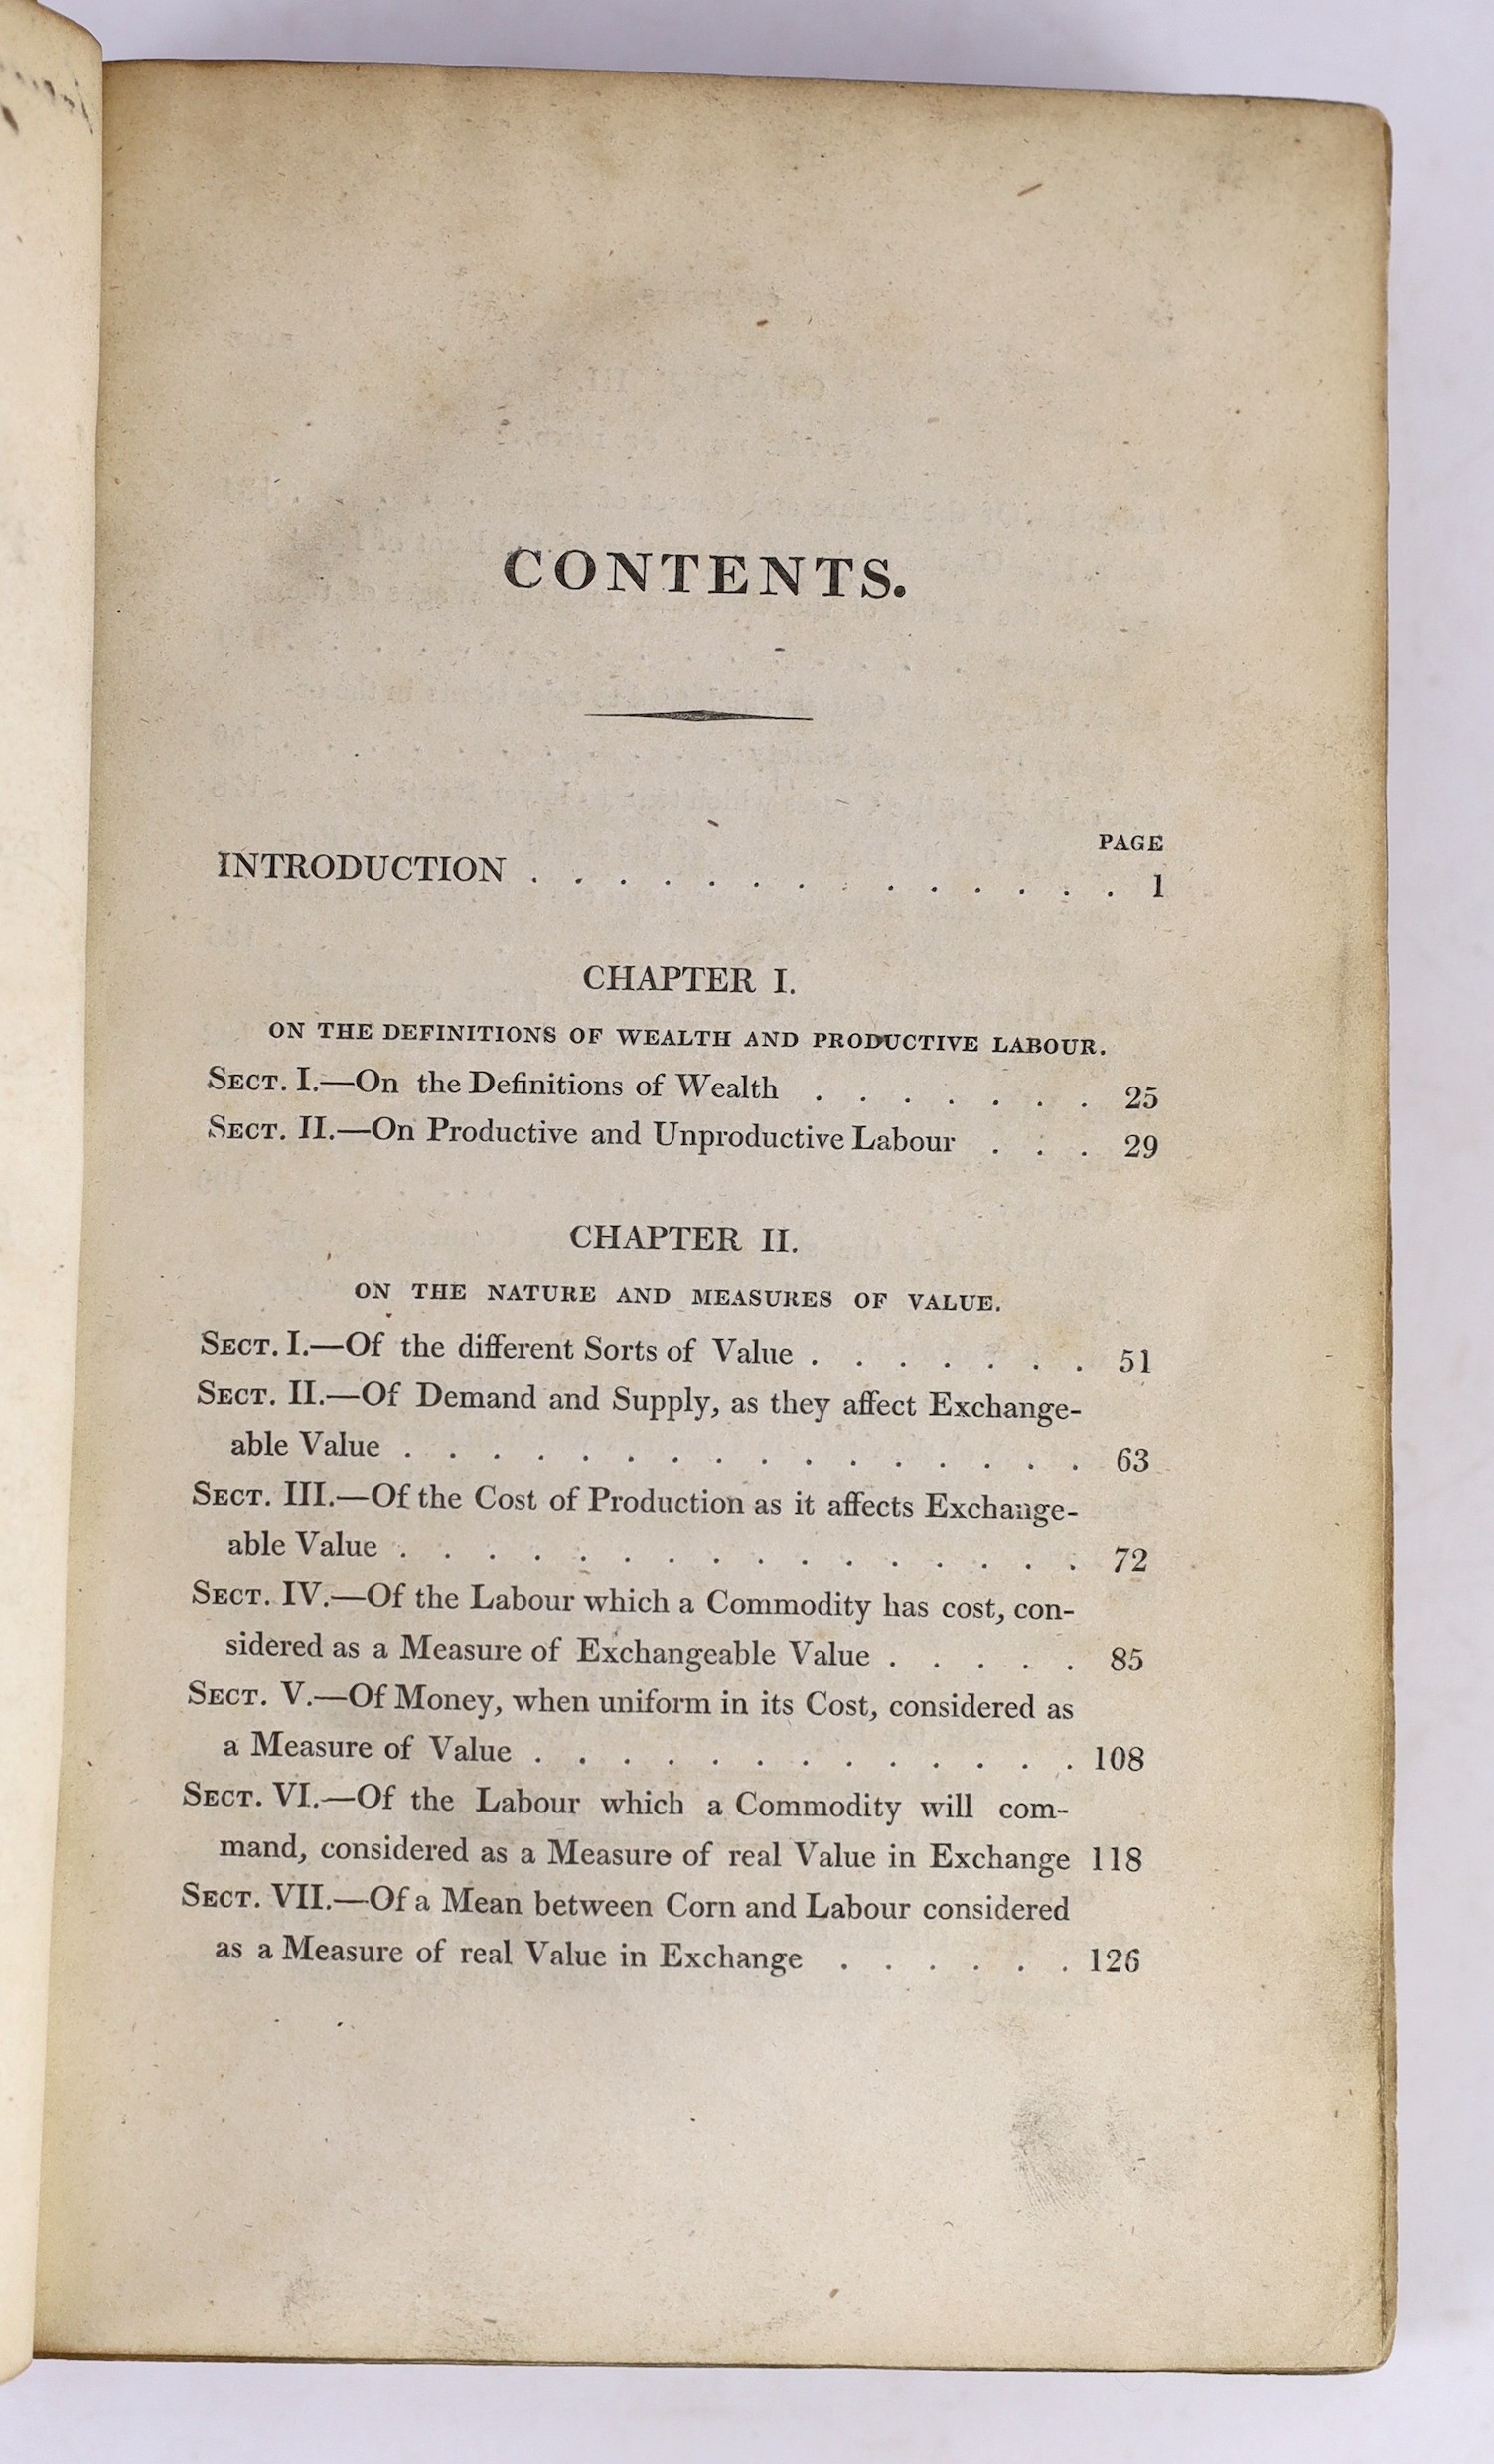 CONTENTS.
PAGE
INTRODUCTION . . . . . . . . . . . . . . 1
CHAPTER I.
ON THE DEFINITIONS OF WEALTH AND PRODUCTIVE LABOUR.
SECT. I.—On the Definitions of Wealth . . . . . . . 25
SECT. II.—On Productive and Unproductive Labour . . . 29
CHAPTER II.
ON THE NATURE AND MEASURES OF VALUE.
SECT. I.—Of the different Sorts of Value . . . . . . . 51
SECT. II.—Of Demand and Supply, as they affect Exchange-
able Value . . . . . . . . . . . . . . . . 63
SECT. III.—Of the Cost of Production as it affects Exchange-
able Value . . . . . . . . . . . . . . . . 72
SECT. IV.—Of the Labour which a Commodity has cost, con-
sidered as a Measure of Exchangeable Value . . . . . 85
SECT. V.—Of Money, when uniform in its Cost, considered as
a Measure of Value . . . . . . . . . . . . . 108
SECT. VI.—Of the Labour which a Commodity will com-
mand, considered as a Measure of real Value in Exchange 118
SECT. VII.—Of a Mean between Corn and Labour considered
as a Measure of real Value in Exchange . . . . . . 126